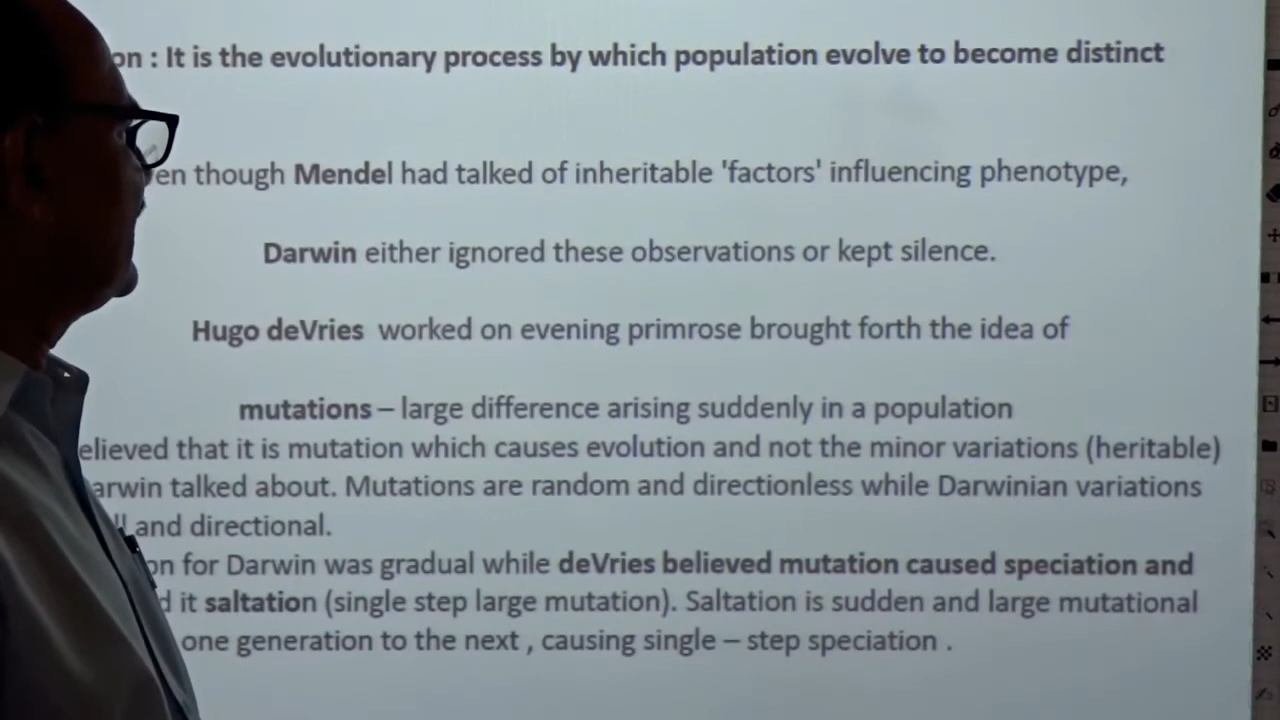 on : It is the evolutionary process by which population evolve to become distinct
en though Mendel had talked of inheritable 'factors' influencing phenotype,
Darwin either ignored these observations or kept silence.
Hugo deVries worked on evening primrose brought forth the idea of
mutations – large difference arising suddenly in a population
elieved that it is mutation which causes evolution and not the minor variations (heritable)
arwin talked about. Mutations are random and directionless while Darwinian variations
ll and directional.
on for Darwin was gradual while deVries believed mutation caused speciation and
d it saltation (single step large mutation). Saltation is sudden and large mutational
one generation to the next , causing single – step speciation .